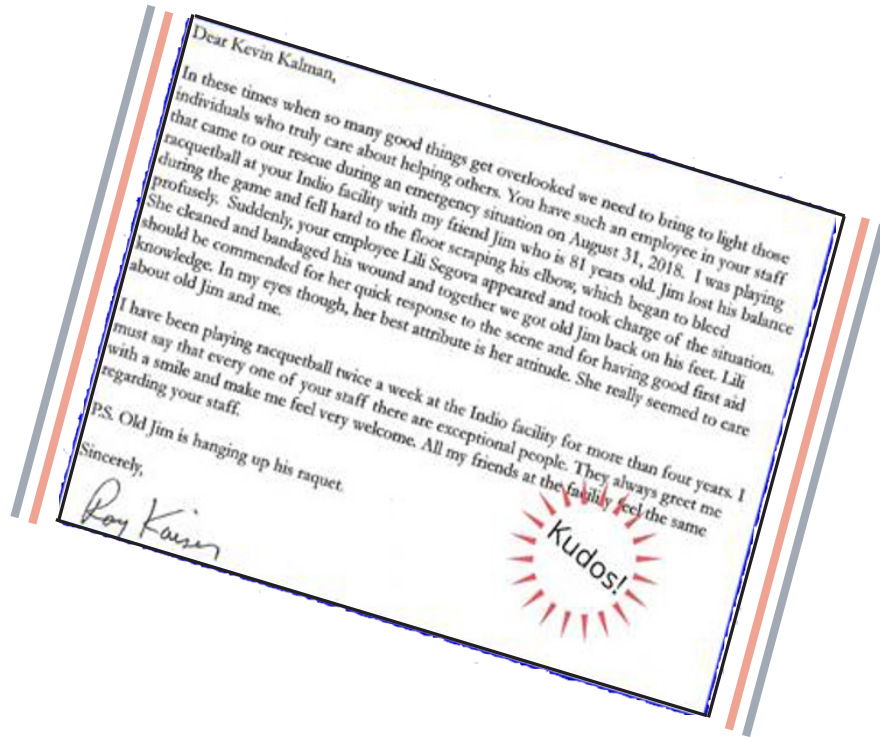 Dear Kevin Kalman,
In these times when so many good things get overlooked we need to bring to light those
individuals who truly care about helping others. You have such an employee in your staff
that came to our rescue during an emergency situation on August 31, 2018. I was playing
racquetball at your Indio facility with my friend Jim who is 81 years old. Jim lost his balance
during the game and fell hard to the floor scraping his elbow, which began to bleed
profusely. Suddenly, your employee Lili Segova appeared and took charge of the situation.
She cleaned and bandaged his wound and together we got old Jim back on his feet. Lili
should be commended for her quick response to the scene and for having good first aid
knowledge. In my eyes though, her best attribute is her attitude. She really seemed to care
about old Jim and me.
I have been playing racquetball twice a week at the Indio facility for more than four years. I
must say that every one of your staff there are exceptional people. They always greet me
with a smile and make me feel very welcome. All my friends at the facility feel the same
regarding your staff.
P.S. Old Jim is hanging up his raquet.
Sincerely,
Roy Kaiser
Kudos!